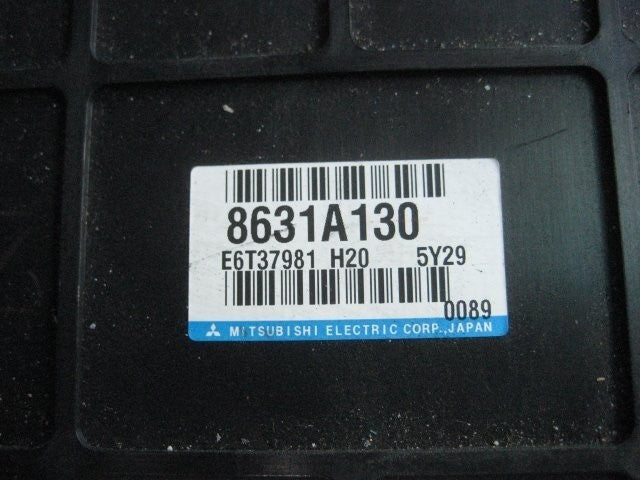 8631A130
E6T37981 H20 5Y29
0089
MITSUBISHI ELECTRIC CORP., JAPAN